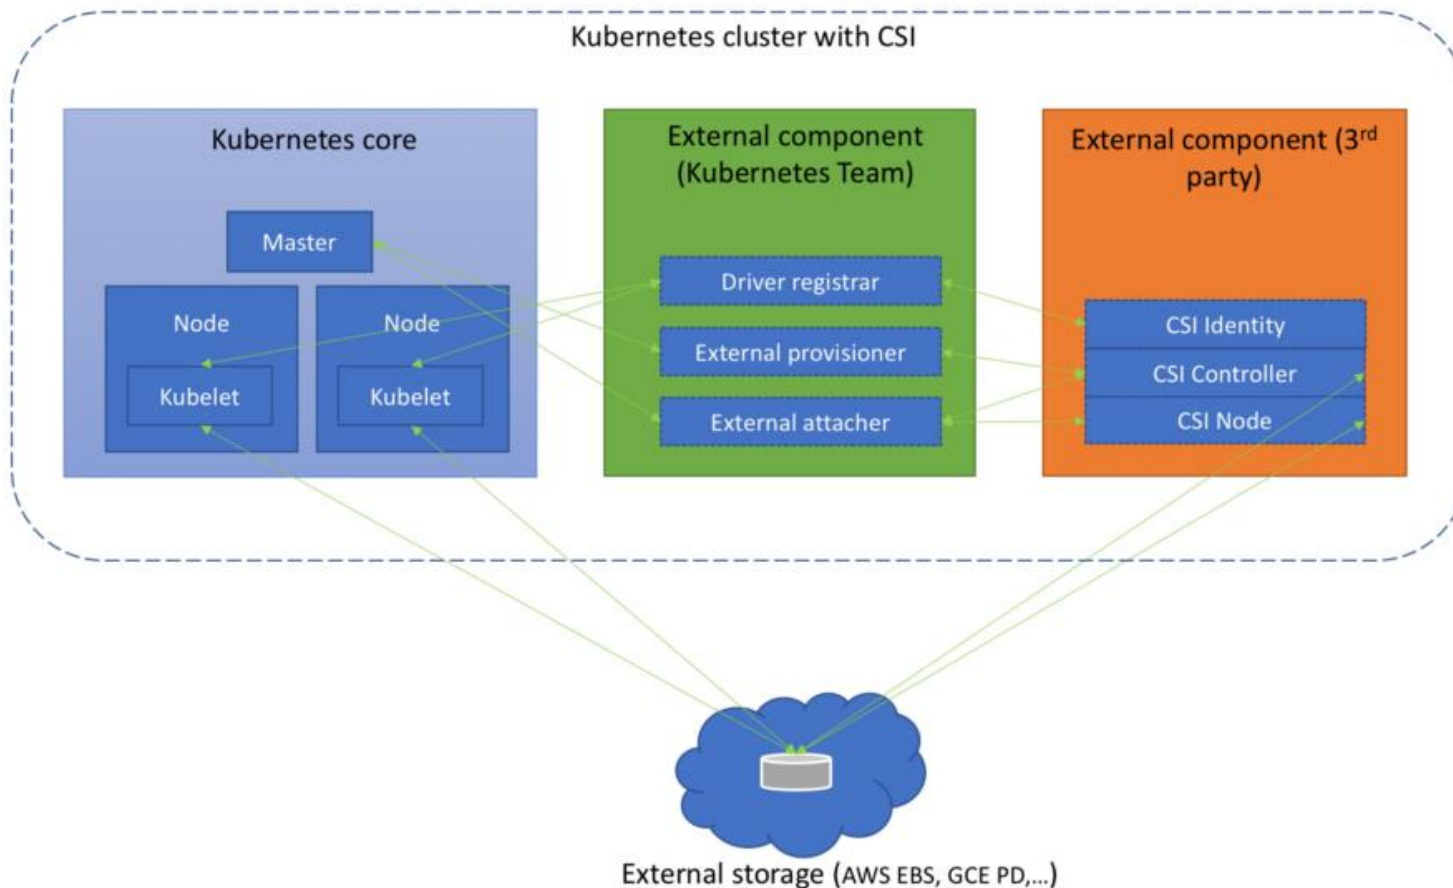 Kubernetes cluster with CSI
Kubernetes core
Master
Node
Node
Kubelet
Kubelet
External component
(Kubernetes Team)
Driver registrar
External provisioner
External attacher
External component (3rd
party)
CSI Identity
CSI Controller
CSI Node
External storage (AWS EBS, GCE PD,...)